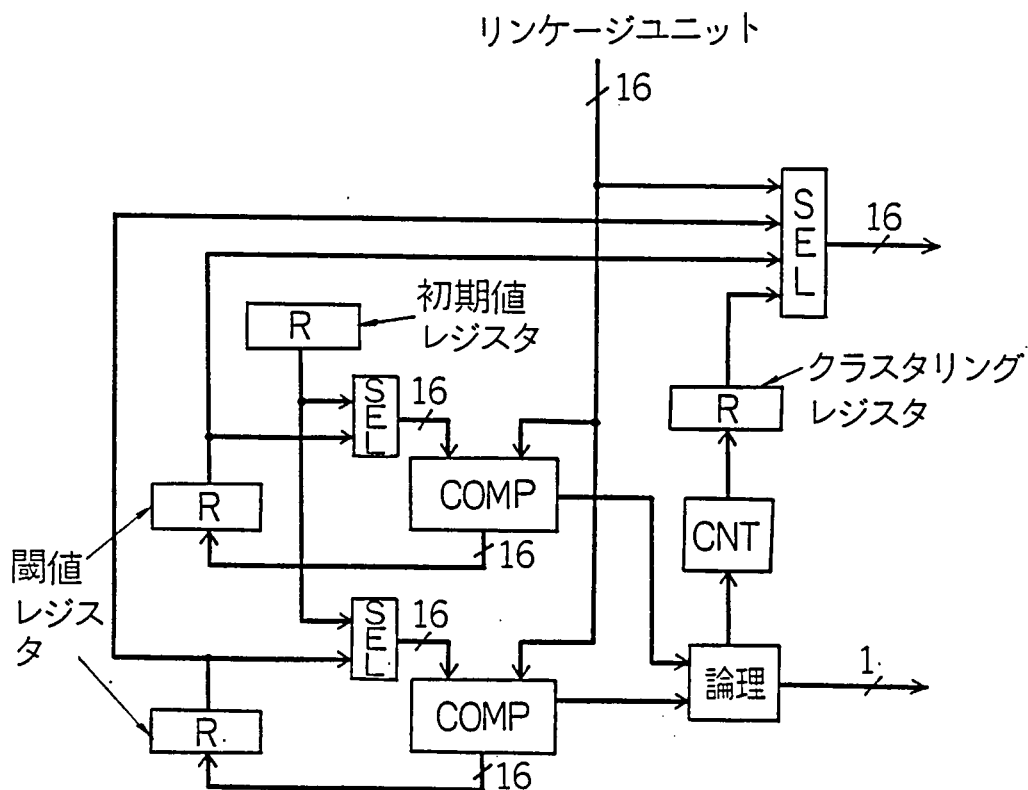 リンケージユニット
16
SEL
16
初期値
レジスタ
R
SEL
16
クラスタリング
レジスタ
R
COMP
R
16
CNT
閾値
レジス
タ
SEL
16
論理
1
COMP
R
16